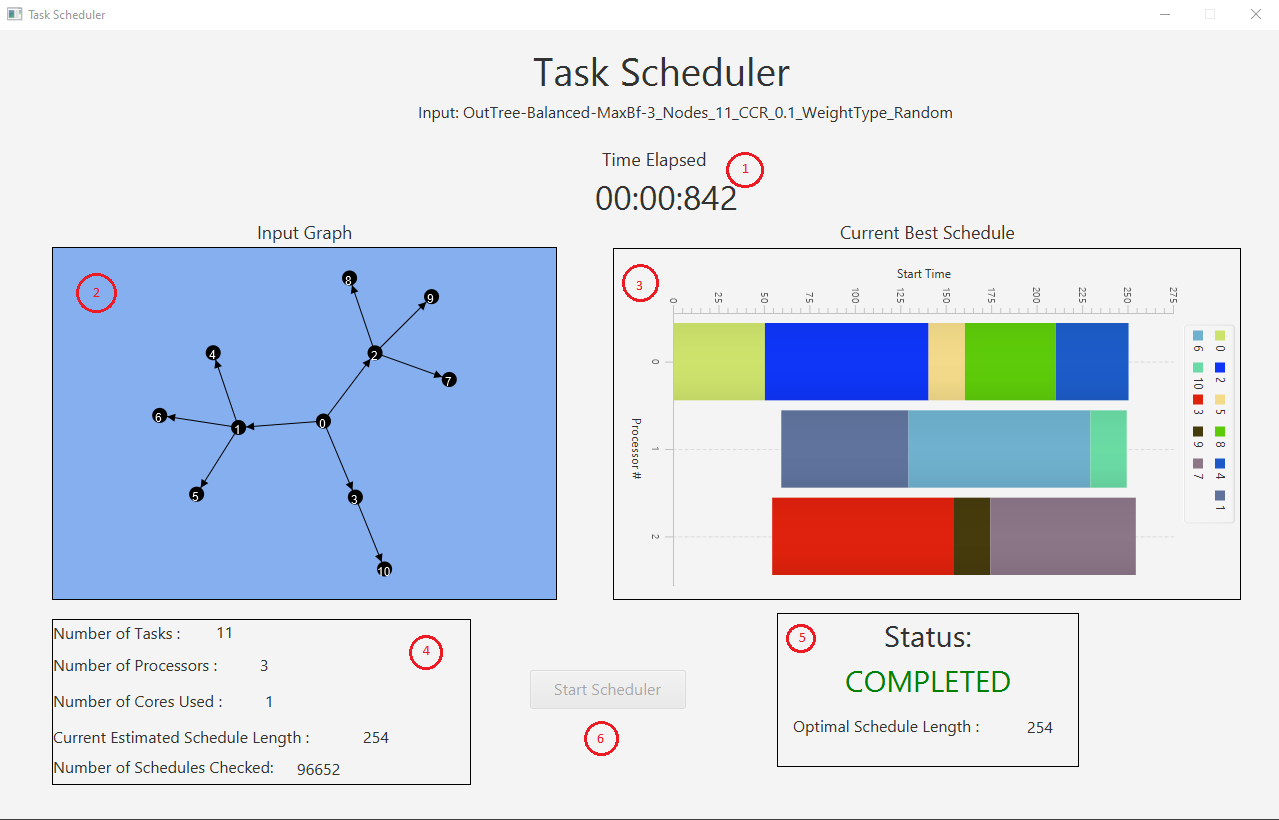 Task Scheduler
Task Scheduler
Input: OutTree-Balanced-MaxBf-3_Nodes_11_CCR_0.1_WeightType_Random
Time Elapsed
1
00:00:842
Input Graph
Current Best Schedule
2
8
9
4
2
7
6
1
0
5
3
10
3
Start Time
0 25 50 75 100 125 150 175 200 225 250 275
0
1
2
Processor #
0 2 5 8 4 1
6 10 3 9 7
Number of Tasks : 11
4
Number of Processors : 3
Number of Cores Used : 1
Current Estimated Schedule Length : 254
Number of Schedules Checked: 96652
Start Scheduler
6
5
Status:
COMPLETED
Optimal Schedule Length : 254